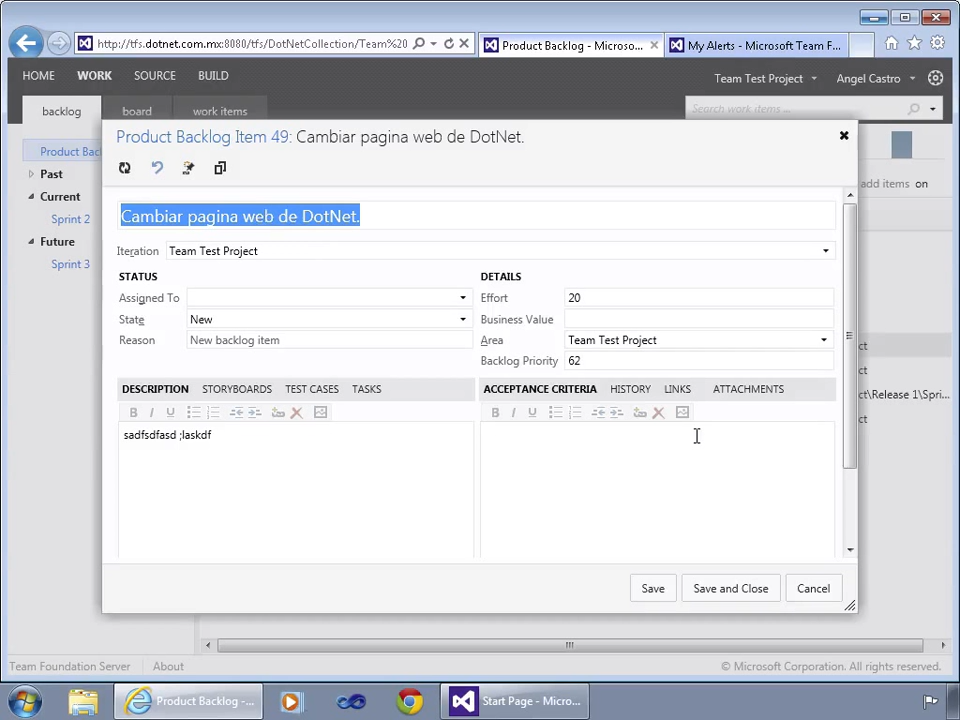 http://tfs.dotnet.com.mx:8080/tfs/DotNetCollection/Team%20
Product Backlog - Microso...
My Alerts - Microsoft Team F...
HOME WORK SOURCE BUILD
Team Test Project
Angel Castro
backlog board work items
Search work items ...
Product Bac
Past
Current
Sprint 2
Future
Sprint 3
add items on
ct
ct
ct\Release 1\Spri...
ct
Product Backlog Item 49: Cambiar pagina web de DotNet.
Cambiar pagina web de DotNet.
Iteration Team Test Project
STATUS
Assigned To
State New
Reason New backlog item
DETAILS
Effort 20
Business Value
Area Team Test Project
Backlog Priority 62
DESCRIPTION STORYBOARDS TEST CASES TASKS
B I U
sadfsdfasd ;laskdf
ACCEPTANCE CRITERIA HISTORY LINKS ATTACHMENTS
B I U
Save Save and Close Cancel
Team Foundation Server About
© Microsoft Corporation. All rights reserved.
Product Backlog -...
Start Page - Micro...